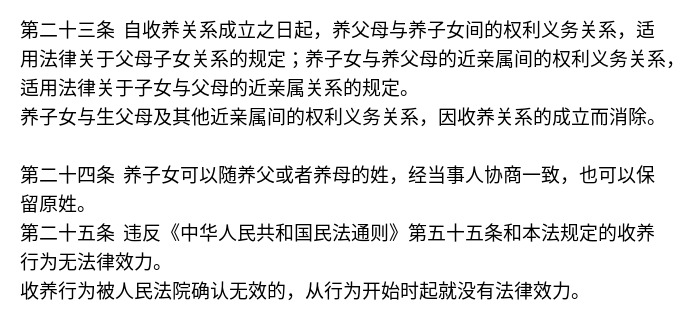 第二十三条 自收养关系成立之日起，养父母与养子女间的权利义务关系，适
用法律关于父母子女关系的规定；养子女与养父母的近亲属间的权利义务关系，
适用法律关于子女与父母的近亲属关系的规定。
养子女与生父母及其他近亲属间的权利义务关系，因收养关系的成立而消除。
第二十四条 养子女可以随养父或者养母的姓，经当事人协商一致，也可以保
留原姓。
第二十五条 违反《中华人民共和国民法通则》第五十五条和本法规定的收养
行为无法律效力。
收养行为被人民法院确认无效的，从行为开始时起就没有法律效力。